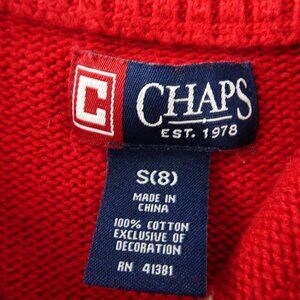 C CHAPS
EST. 1978
S(8)
MADE IN
CHINA
100% COTTON
EXCLUSIVE OF
DECORATION
RN 41381